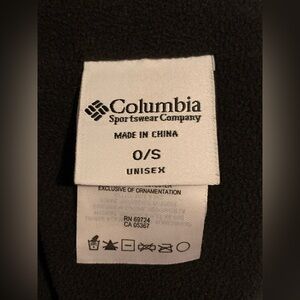 Columbia
Sportswear Company
MADE IN CHINA
O/S
UNISEX
EXCLUSIVE OF ORNAMENTATION
RN 69724
CA 05367